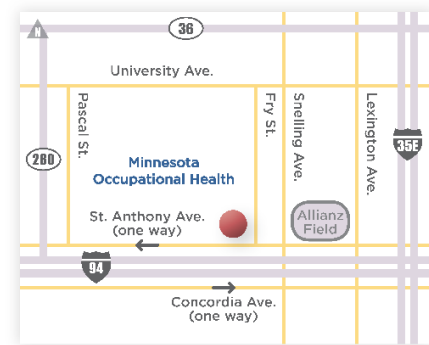 N
36
University Ave.
Pascal St.
Fry St.
Snelling Ave.
Lexington Ave.
35E
280
Minnesota
Occupational Health
St. Anthony Ave.
(one way)
Allianz
Field
94
Concordia Ave.
(one way)